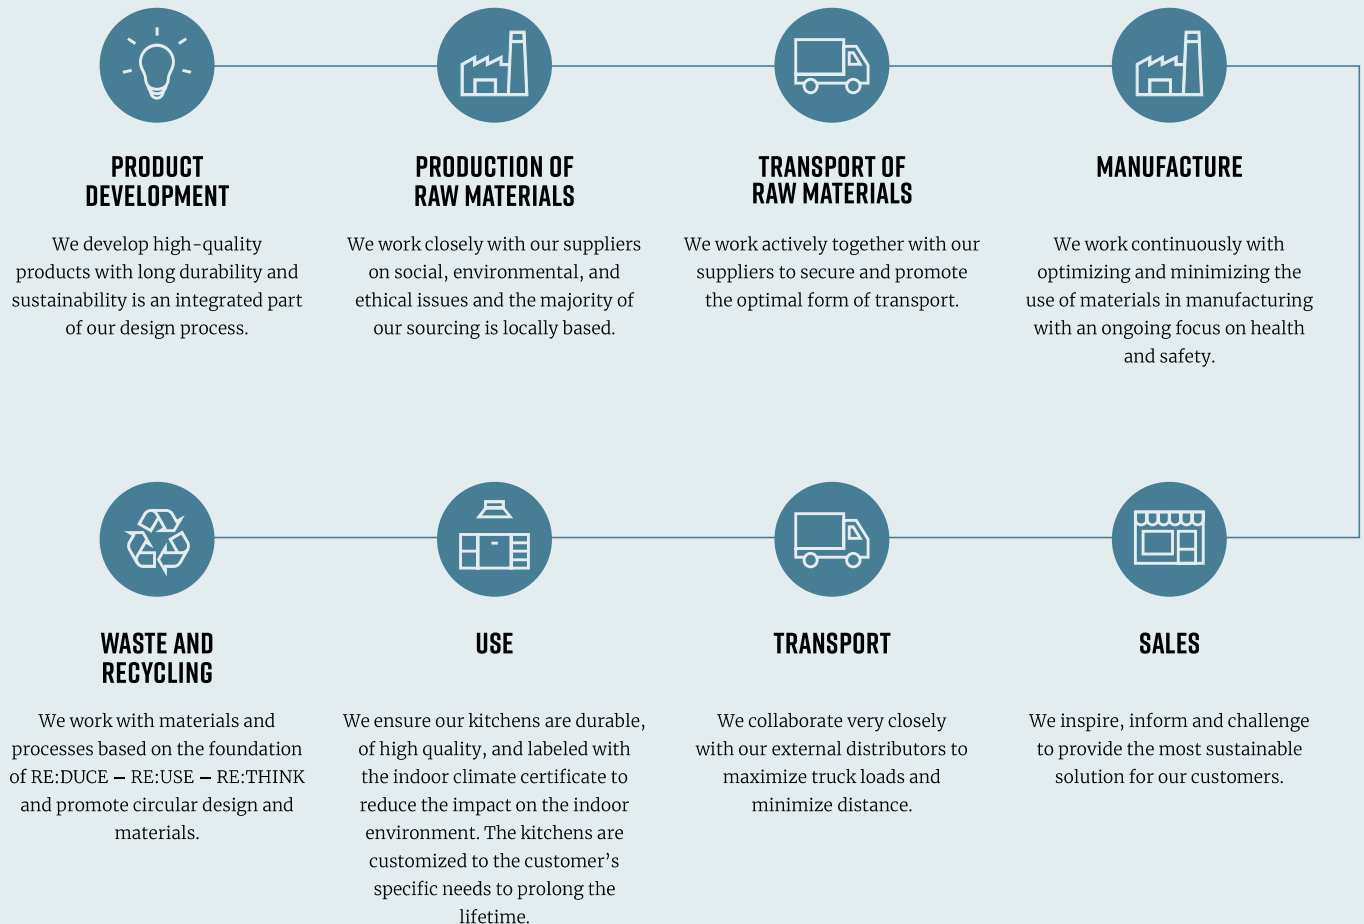 PRODUCT
DEVELOPMENT
We develop high-quality
products with long durability and
sustainability is an integrated part
of our design process.
PRODUCTION OF
RAW MATERIALS
We work closely with our suppliers
on social, environmental, and
ethical issues and the majority of
our sourcing is locally based.
TRANSPORT OF
RAW MATERIALS
We work actively together with our
suppliers to secure and promote
the optimal form of transport.
MANUFACTURE
We work continuously with
optimizing and minimizing the
use of materials in manufacturing
with an ongoing focus on health
and safety.
WASTE AND
RECYCLING
We work with materials and
processes based on the foundation
of RE:DUCE – RE:USE – RE:THINK
and promote circular design and
materials.
USE
We ensure our kitchens are durable,
of high quality, and labeled with
the indoor climate certificate to
reduce the impact on the indoor
environment. The kitchens are
customized to the customer’s
specific needs to prolong the
lifetime.
TRANSPORT
We collaborate very closely
with our external distributors to
maximize truck loads and
minimize distance.
SALES
We inspire, inform and challenge
to provide the most sustainable
solution for our customers.